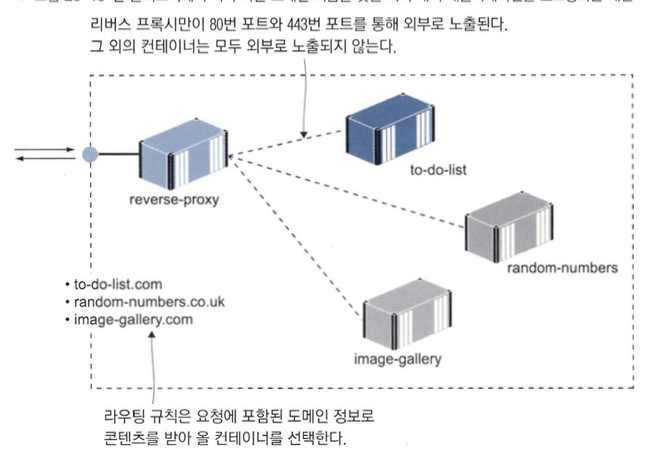 리버스 프록시만이 80번 포트와 443번 포트를 통해 외부로 노출된다.
그 외의 컨테이너는 모두 외부로 노출되지 않는다.
to-do-list
reverse-proxy
random-numbers
• to-do-list.com
• random-numbers.co.uk
• image-gallery.com
image-gallery
라우팅 규칙은 요청에 포함된 도메인 정보로
콘텐츠를 받아 올 컨테이너를 선택한다.